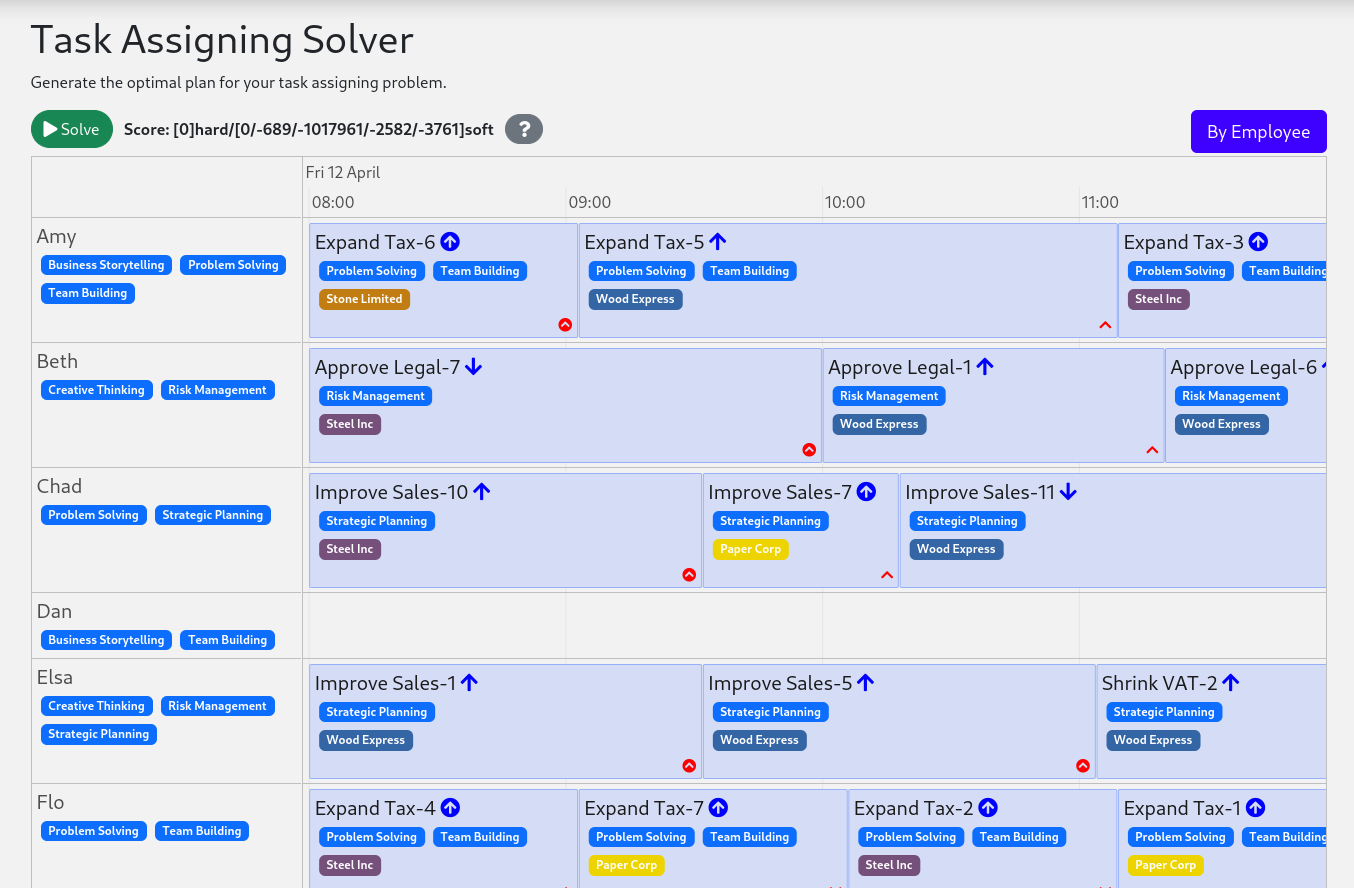 Task Assigning Solver
Generate the optimal plan for your task assigning problem.
Solve Score: [0]hard/[0/-689/-1017961/-2582/-3761]soft ? By Employee
Fri 12 April
08:00 09:00 10:00 11:00
Amy
Business Storytelling Problem Solving
Team Building
Expand Tax-6
Problem Solving Team Building
Stone Limited
Expand Tax-5
Problem Solving Team Building
Wood Express
Expand Tax-3
Problem Solving Team Building
Steel Inc
Beth
Creative Thinking Risk Management
Approve Legal-7
Risk Management
Steel Inc
Approve Legal-1
Risk Management
Wood Express
Approve Legal-6
Risk Management
Wood Express
Chad
Problem Solving Strategic Planning
Improve Sales-10
Strategic Planning
Steel Inc
Improve Sales-7
Strategic Planning
Paper Corp
Improve Sales-11
Strategic Planning
Wood Express
Dan
Business Storytelling Team Building
Elsa
Creative Thinking Risk Management
Strategic Planning
Improve Sales-1
Strategic Planning
Wood Express
Improve Sales-5
Strategic Planning
Wood Express
Shrink VAT-2
Strategic Planning
Wood Express
Flo
Problem Solving Team Building
Expand Tax-4
Problem Solving Team Building
Steel Inc
Expand Tax-7
Problem Solving Team Building
Paper Corp
Expand Tax-2
Problem Solving Team Building
Steel Inc
Expand Tax-1
Problem Solving Team Building
Paper Corp